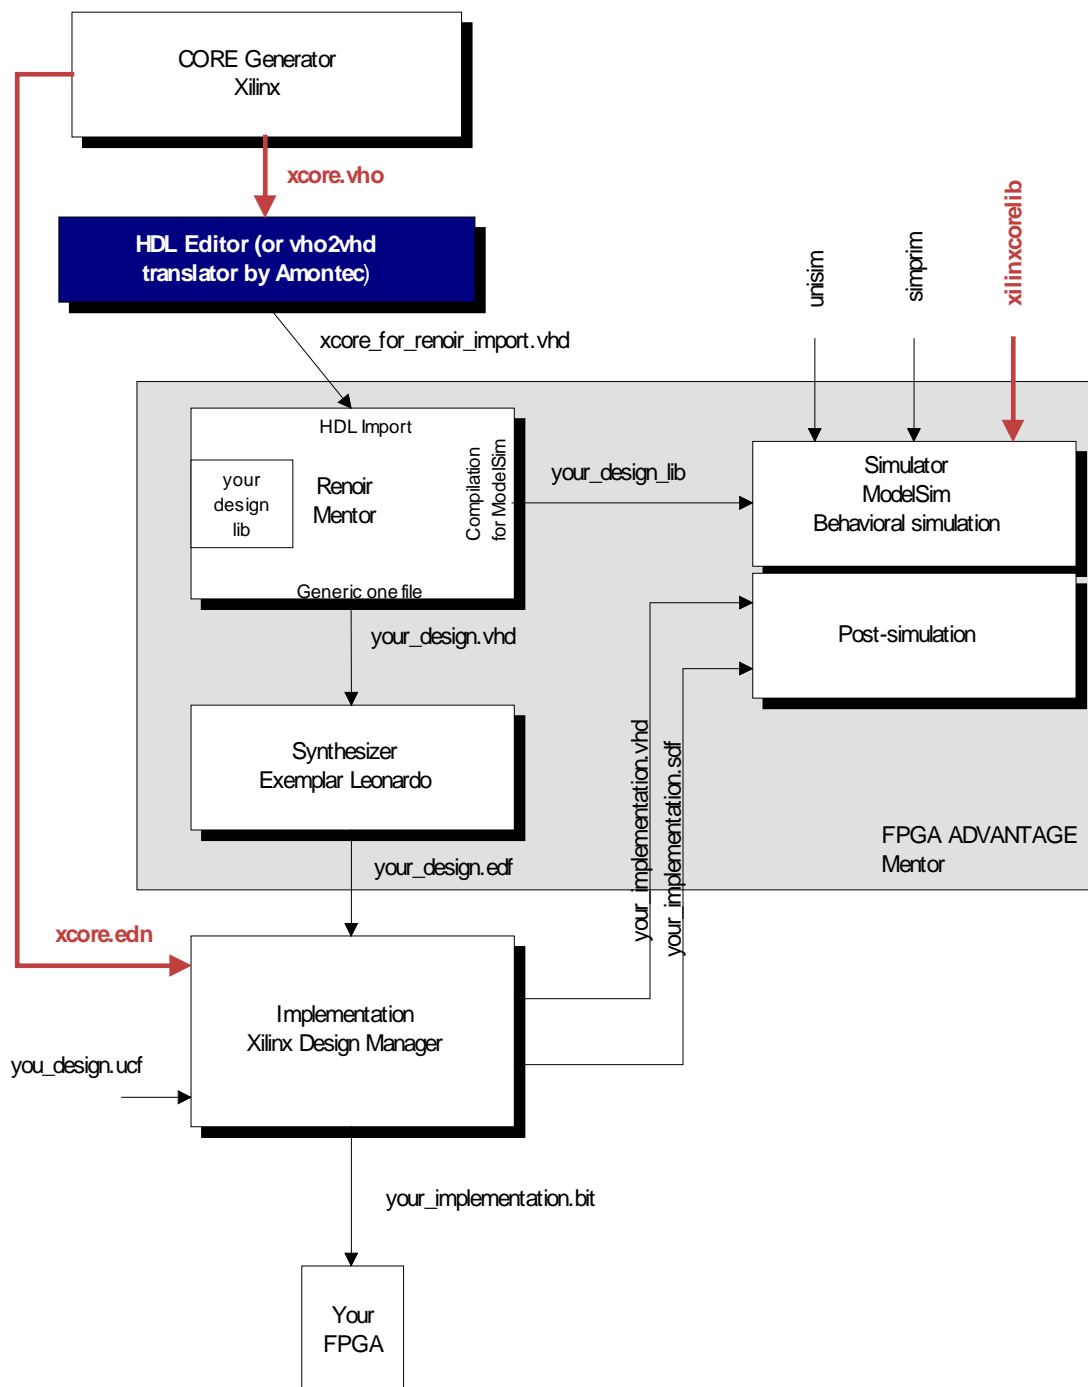 CORE Generator
Xilinx
xcore.vho
HDL Editor (or vho2vhd
translator by Amontec)
xcore_for_renoir_import.vhd
unisim
simprim
xilinxcorelib
HDL Import
your
design
lib
Renoir
Mentor
Compilation
for ModelSim
Generic one file
your_design_lib
Simulator
ModelSim
Behavioral simulation
Post-simulation
your_design.vhd
Synthesizer
Exemplar Leonardo
your_implementation.vhd
your_implementation.sdf
FPGA ADVANTAGE
Mentor
your_design.edf
xcore.edn
Implementation
Xilinx Design Manager
you_design.ucf
your_implementation.bit
Your
FPGA